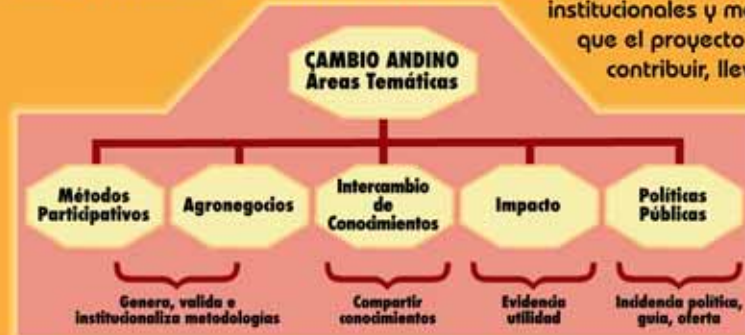 institucionales y m
que el proyecto
contribuir, lle
CAMBIO ANDINO
Áreas Temáticas
Métodos
Participativos
Agronegocios
Intercambio
de
Conocimientos
Impacto
Políticas
Públicas
Genera, valida e
institucionaliza metodologías
Compartir
conocimientos
Evidencia
utilidad
Incidencia política,
guía, oferta